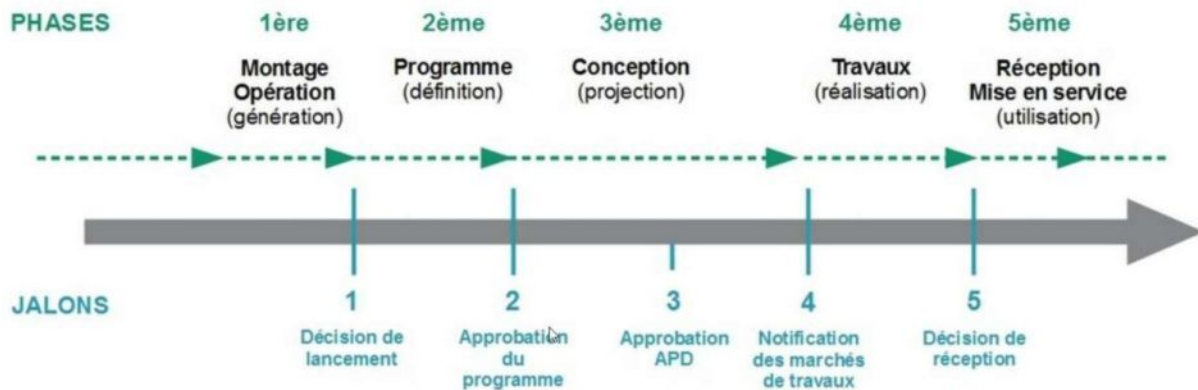 PHASES
1ère
2ème
3ème
4ème
5ème
Montage
Opération
(génération)
Programme
(définition)
Conception
(projection)
Travaux
(réalisation)
Réception
Mise en service
(utilisation)
JALONS
1
2
3
4
5
Décision de
lancement
Approbation
du
programme
Approbation
APD
Notification
des marchés
de travaux
Décision de
réception